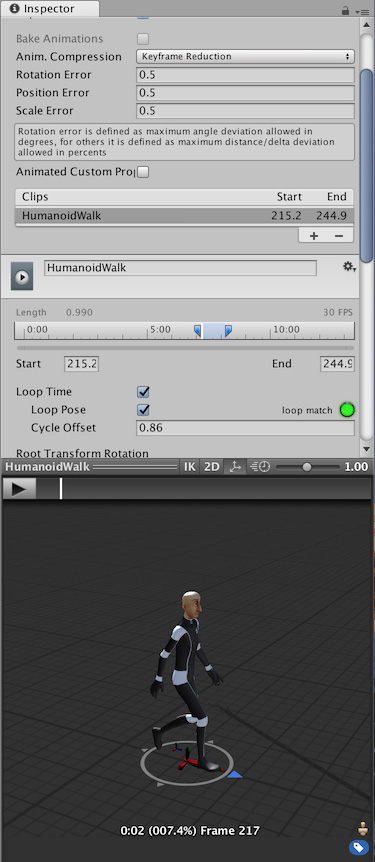 Inspector
Bake Animations
Anim. Compression Keyframe Reduction
Rotation Error 0.5
Position Error 0.5
Scale Error 0.5
Rotation error is defined as maximum angle deviation allowed in
degrees, for others it is defined as maximum distance/delta deviation
allowed in percents
Animated Custom Proj
Clips Start End
HumanoidWalk 215.2 244.9
+ −
HumanoidWalk
Length 0.990 30 FPS
0:00 5:00 10:00
Start 215.2 End 244.9
Loop Time
Loop Pose loop match
Cycle Offset 0.86
Root Transform Rotation
HumanoidWalk IK 2D 1.00
0:02 (007.4%) Frame 217